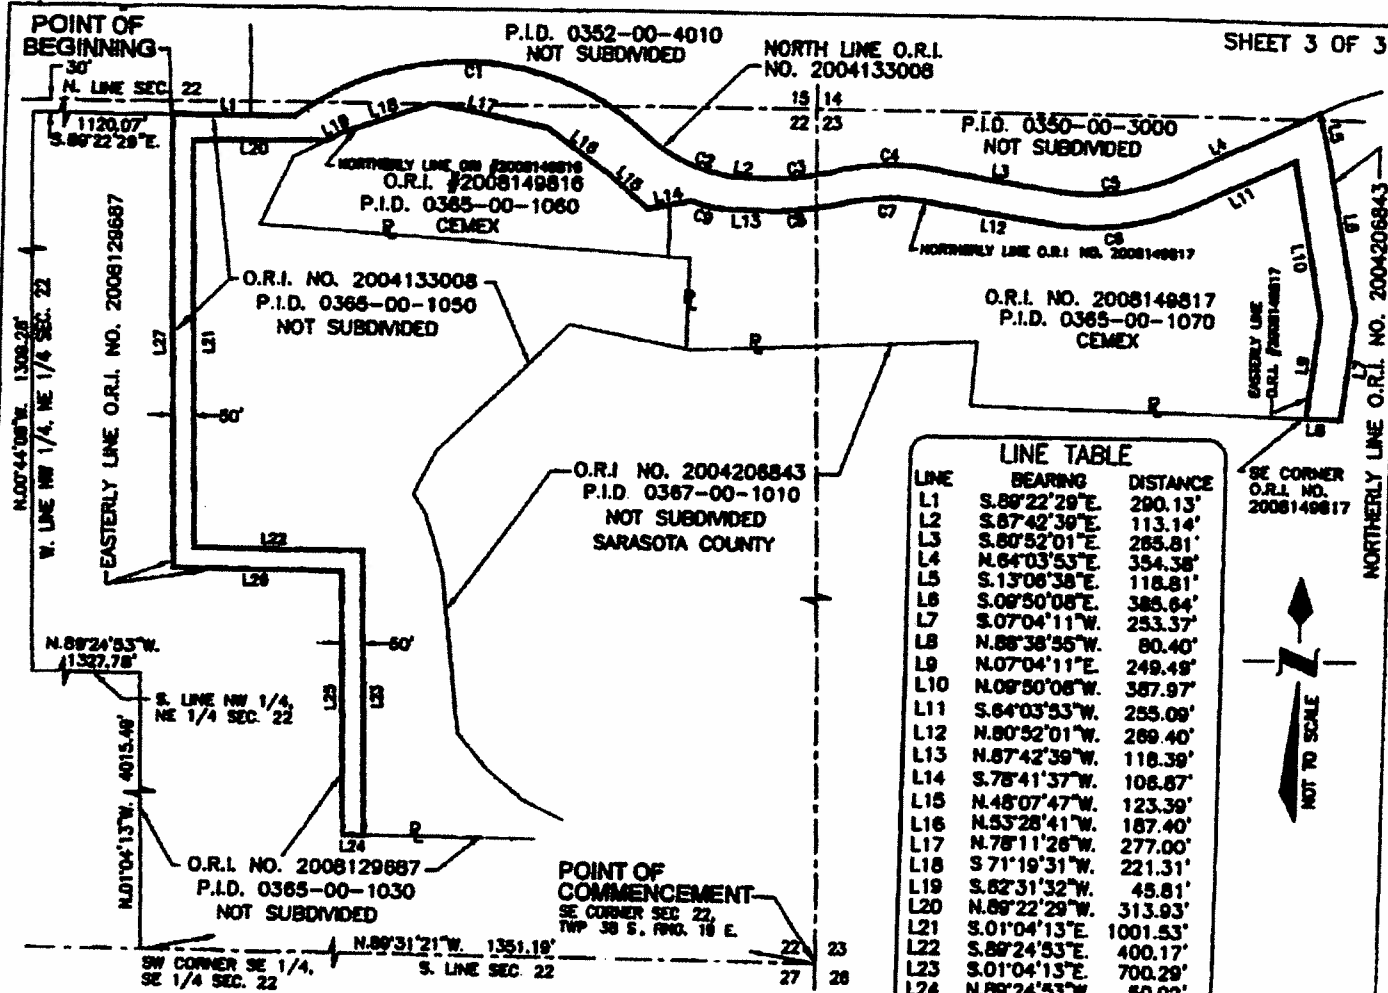 POINT OF
BEGINNING
P.I.D. 0352-00-4010
NOT SUBDIVIDED
NORTH LINE O.R.I.
NO. 2004133008
SHEET 3 OF 3
30'
N. LINE SEC. 22
L1
C1
L18
L17
L19
L20
L16
L15
L14
1120.07'
S.89°22'29"E.
15 14
22 23
P.I.D. 0350-00-3000
NOT SUBDIVIDED
C2
L2
C3
C4
L3
C5
L4
L5
L6
L7
L8
L9
L10
L11
L12
C6
C7
L13
NORTHERLY LINE ORI #2008149816
O.R.I. #2008149816
P.I.D. 0365-00-1060
CEMEX
NORTHERLY LINE O.R.I NO. 2008149817
O.R.I. NO. 2008149817
P.I.D. 0365-00-1070
CEMEX
EASTERLY LINE
O.R.I. #2008149817
NORTHERLY LINE O.R.I. NO. 2004206843
O.R.I. NO. 2004133008
P.I.D. 0365-00-1050
NOT SUBDIVIDED
N.00°44'08"W. 1309.28'
W. LINE NW 1/4, NE 1/4 SEC. 22
EASTERLY LINE O.R.I. NO. 2008129687
L27
L21
50'
L22
L26
O.R.I NO. 2004206843
P.I.D. 0367-00-1010
NOT SUBDIVIDED
SARASOTA COUNTY
SE CORNER
O.R.I. NO.
2008149817
N.89°24'53"W.
1327.78'
50'
L25
L23
S. LINE NW 1/4,
NE 1/4 SEC. 22
N.01°04'13"W. 4015.49'
L24
O.R.I. NO. 2008129687
P.I.D. 0365-00-1030
NOT SUBDIVIDED
POINT OF
COMMENCEMENT
SE CORNER SEC 22,
TWP 38 S., RNG. 19 E.
N.89°31'21"W. 1351.19'
S. LINE SEC. 22
SW CORNER SE 1/4,
SE 1/4 SEC. 22
22 23
27 26
NOT TO SCALE
LINE TABLE
LINE BEARING DISTANCE
L1 S.89°22'29"E. 290.13'
L2 S.87°42'39"E. 113.14'
L3 S.80°52'01"E. 265.81'
L4 N.64°03'53"E. 354.38'
L5 S.13°06'38"E. 118.81'
L6 S.09°50'08"E. 385.64'
L7 S.07°04'11"W. 253.37'
L8 N.88°38'55"W. 80.40'
L9 N.07°04'11"E. 249.49'
L10 N.09°50'08"W. 387.97'
L11 S.64°03'53"W. 255.09'
L12 N.80°52'01"W. 269.40'
L13 N.87°42'39"W. 118.39'
L14 S.78°41'37"W. 106.87'
L15 N.48°07'47"W. 123.39'
L16 N.53°28'41"W. 187.40'
L17 N.78°11'26"W. 277.00'
L18 S 71°19'31"W. 221.31'
L19 S.62°31'32"W. 45.81'
L20 N.89°22'29"W. 313.93'
L21 S.01°04'13"E. 1001.53'
L22 S.89°24'53"E. 400.17'
L23 S.01°04'13"E. 700.29'
L24 N.89°24'53"W.